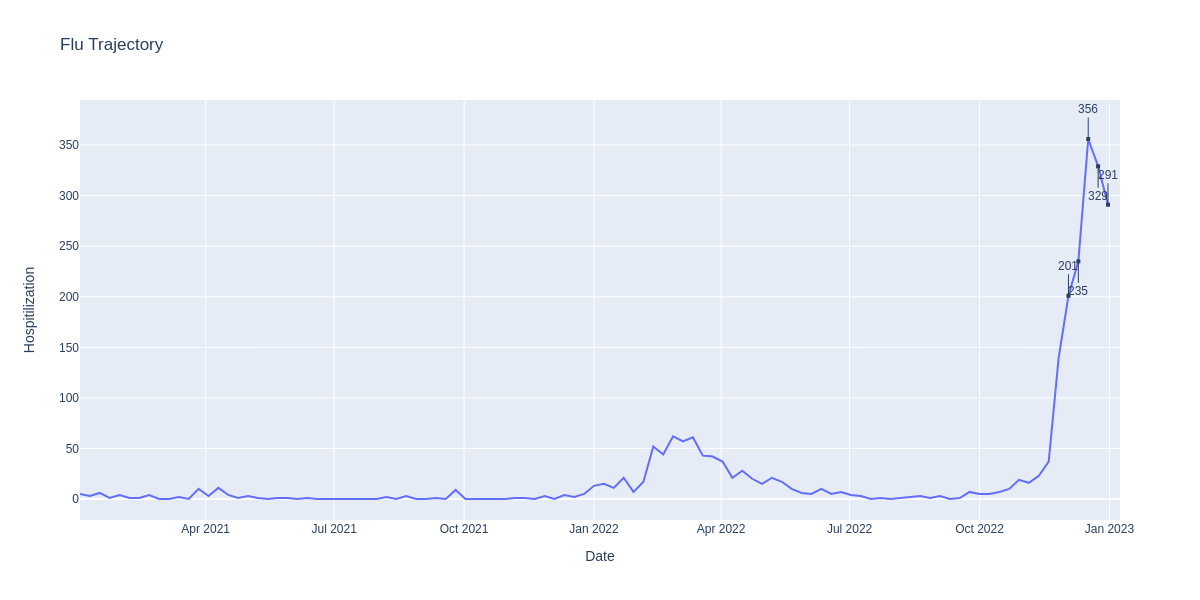 Flu Trajectory
356
350
291
300
329
250
201
235
200
150
100
50
0
Hospitilization
Apr 2021
Jul 2021
Oct 2021
Jan 2022
Apr 2022
Jul 2022
Oct 2022
Jan 2023
Date